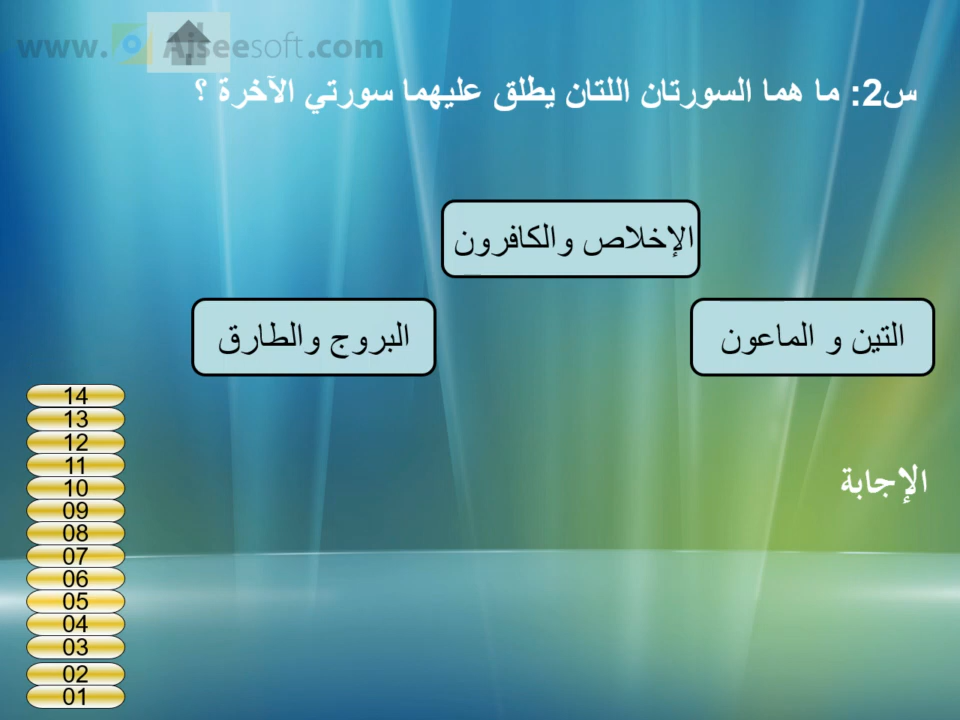 www.Aiseesoft.com
س2: ما هما السورتان اللتان يطلق عليهما سورتي الآخرة ؟
الإخلاص والكافرون
التين و الماعون
البروج والطارق
الإجابة
14
13
12
11
10
09
08
07
06
05
04
03
02
01